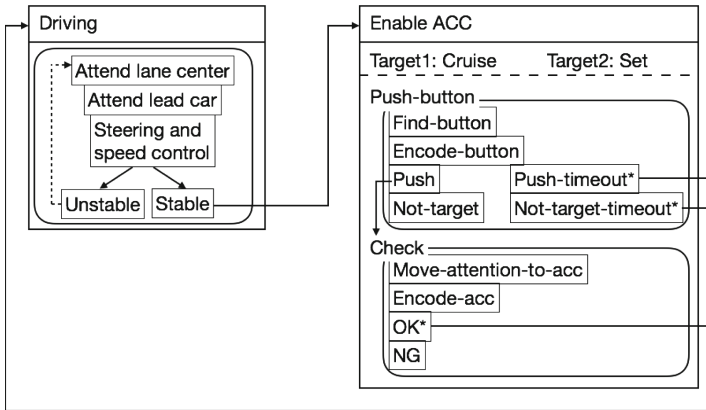 Driving
Attend lane center
Attend lead car
Steering and
speed control
Unstable
Stable
Enable ACC
Target1: Cruise
Target2: Set
Push-button
Find-button
Encode-button
Push
Push-timeout*
Not-target
Not-target-timeout*
Check
Move-attention-to-acc
Encode-acc
OK*
NG